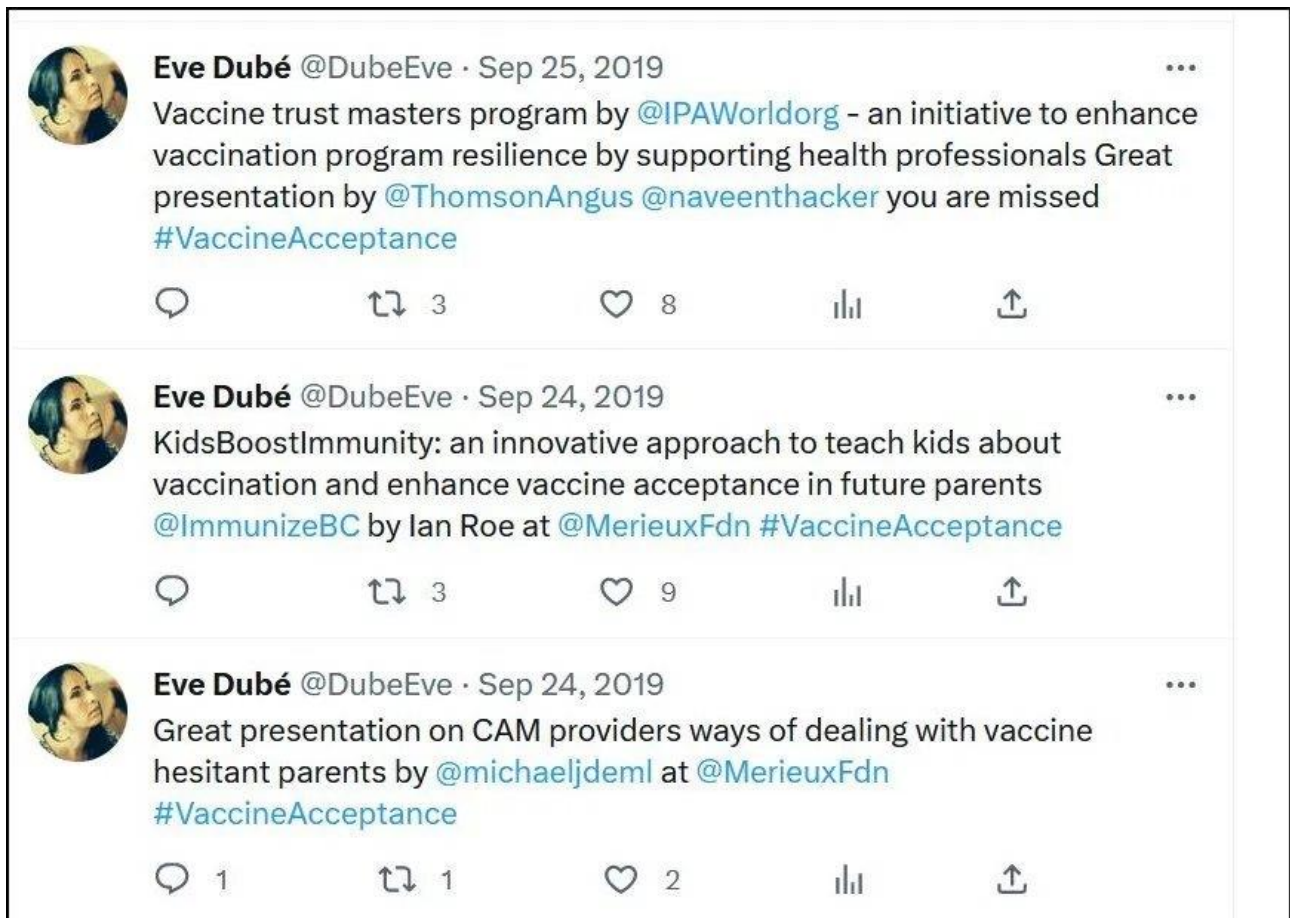 Eve Dubé @DubeEve · Sep 25, 2019
Vaccine trust masters program by @IPAWorldorg - an initiative to enhance
vaccination program resilience by supporting health professionals Great
presentation by @ThomsonAngus @naveenthacker you are missed
#VaccineAcceptance
3 8
Eve Dubé @DubeEve · Sep 24, 2019
KidsBoostImmunity: an innovative approach to teach kids about
vaccination and enhance vaccine acceptance in future parents
@ImmunizeBC by Ian Roe at @MerieuxFdn #VaccineAcceptance
3 9
Eve Dubé @DubeEve · Sep 24, 2019
Great presentation on CAM providers ways of dealing with vaccine
hesitant parents by @michaeljdeml at @MerieuxFdn
#VaccineAcceptance
1 1 2